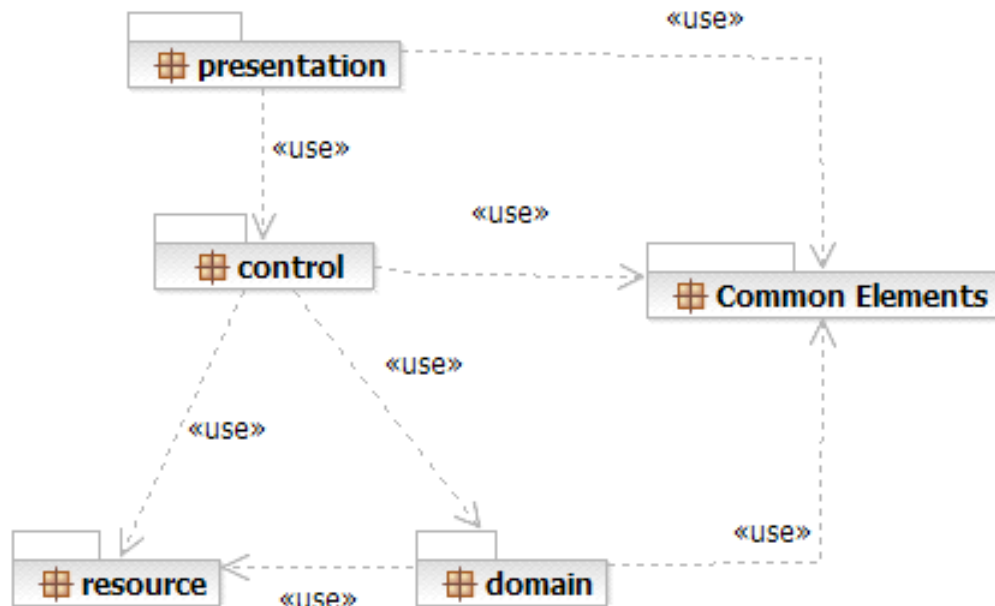 «use»
presentation
«use»
«use»
control
Common Elements
«use»
«use»
«use»
resource
domain
«use»